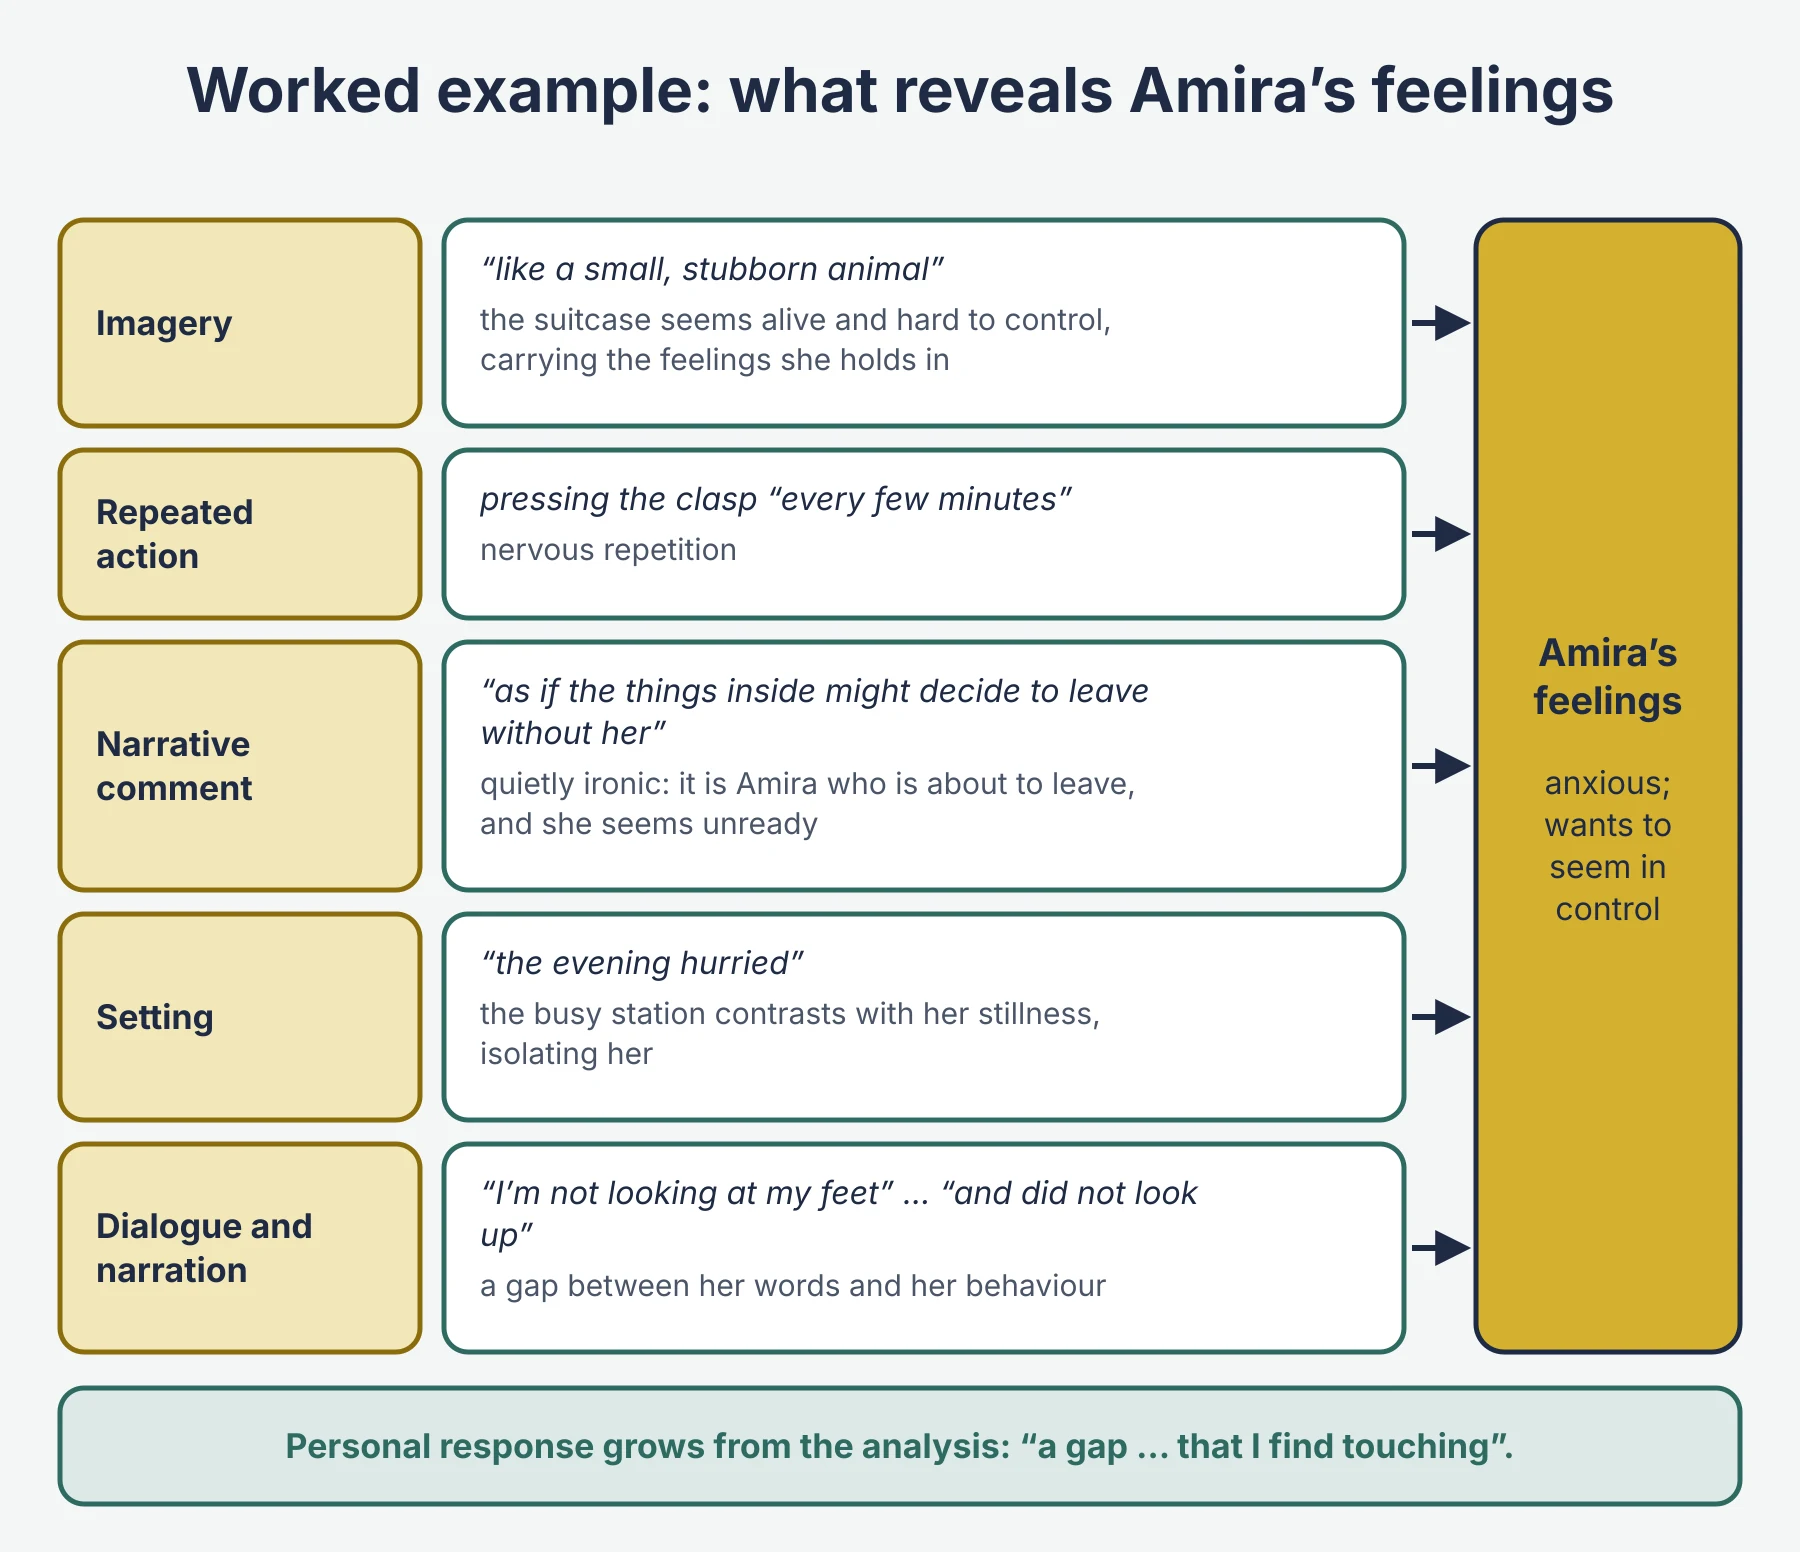 Worked example: what reveals Amira’s feelings
Imagery
“like a small, stubborn animal”
the suitcase seems alive and hard to control,
carrying the feelings she holds in
Repeated
action
pressing the clasp “every few minutes”
nervous repetition
Narrative
comment
“as if the things inside might decide to leave
without her”
quietly ironic: it is Amira who is about to leave,
and she seems unready
Setting
“the evening hurried”
the busy station contrasts with her stillness,
isolating her
Dialogue and
narration
“I’m not looking at my feet” … “and did not look
up”
a gap between her words and her behaviour
Amira’s
feelings
anxious;
wants to
seem in
control
Personal response grows from the analysis: “a gap … that I find touching”.